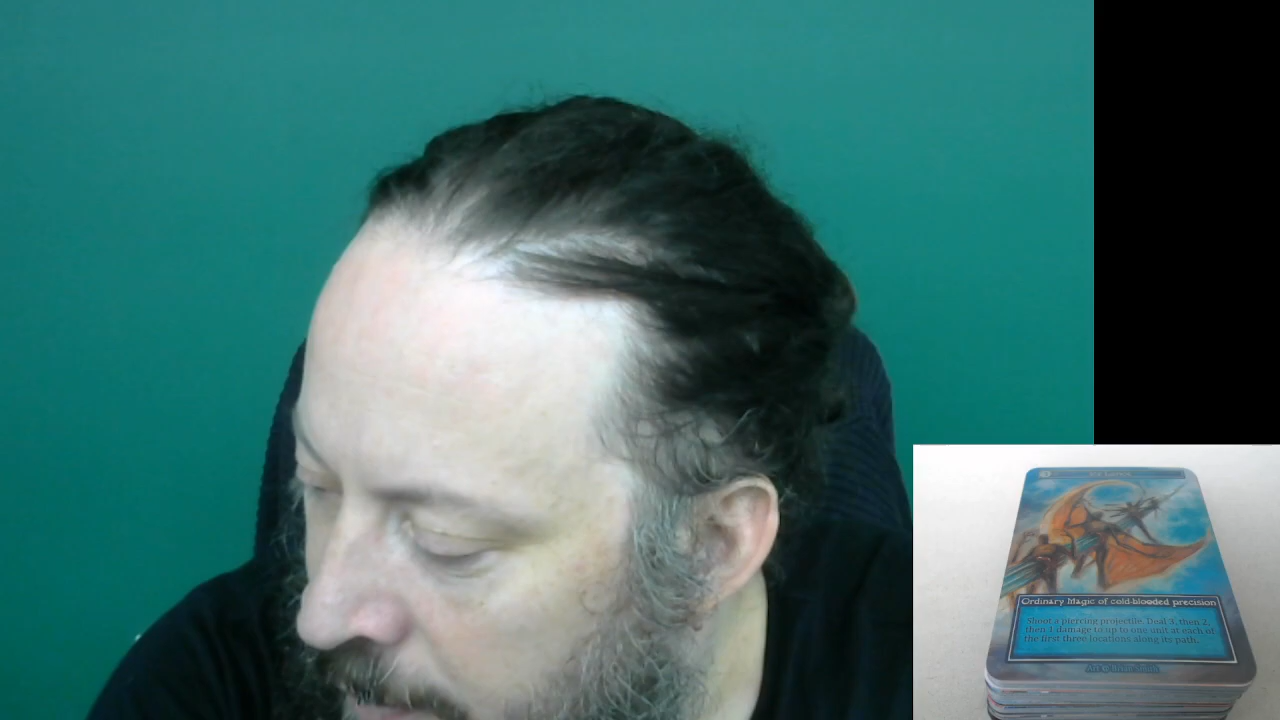 Ordinary Magic of cold-blooded precision
Shoot a piercing projectile. Deal 3, then 2,
then 1 damage to up to one unit at each of
the first three locations along its path.